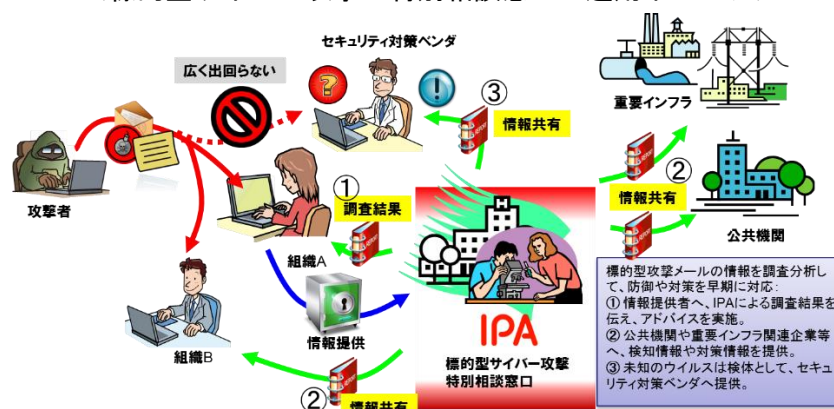 セキュリティ対策ベンダ
広く出回らない
③
情報共有
重要インフラ
攻撃者
①
調査結果
②
情報共有
公共機関
組織A
情報提供
組織B
IPA
標的型サイバー攻撃
特別相談窓口
②
情報共有
標的型攻撃メールの情報を調査分析し
て、防御や対策を早期に対応:
① 情報提供者へ、IPAによる調査結果を
伝え、アドバイスを実施。
② 公共機関や重要インフラ関連企業等
へ、検知情報や対策情報を提供。
③ 未知のウイルスは検体として、セキュ
リティ対策ベンダへ提供。